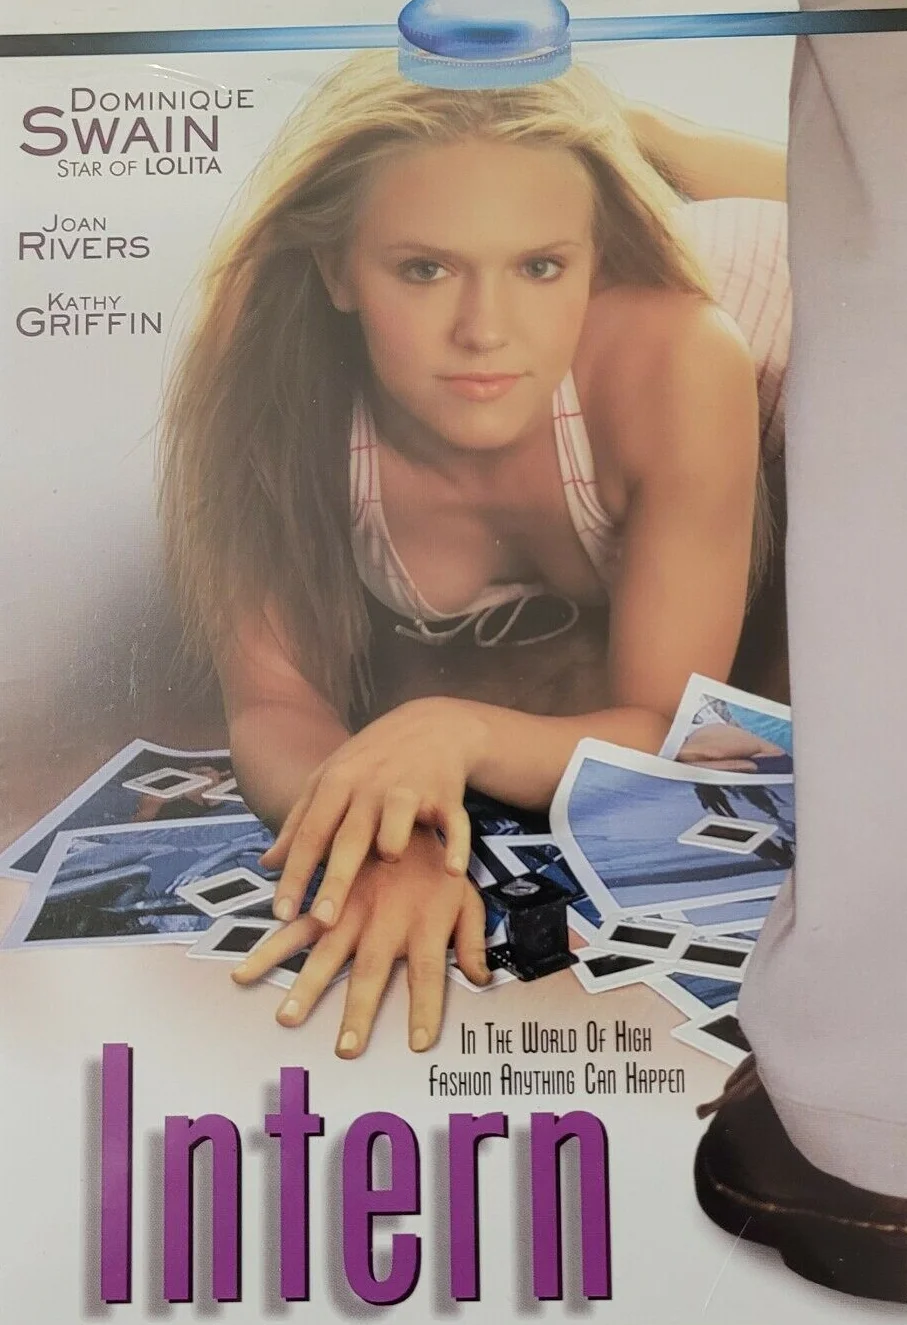 DOMINIQUE
SWAIN
STAR OF LOLITA
JOAN
RIVERS
KATHY
GRIFFIN
IN THE WORLD OF HIGH
FASHION ANYTHING CAN HAPPEN
Intern